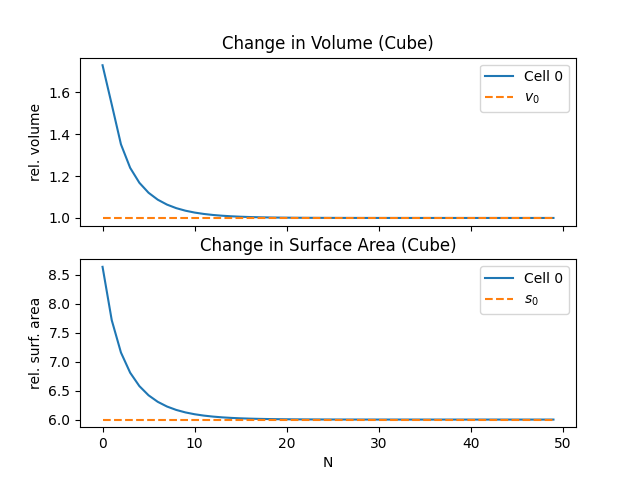 Change in Volume (Cube)
rel. volume
1.6
1.4
1.2
1.0
Cell 0
v₀
Change in Surface Area (Cube)
rel. surf. area
8.5
8.0
7.5
7.0
6.5
6.0
Cell 0
s₀
0 10 20 30 40 50
N